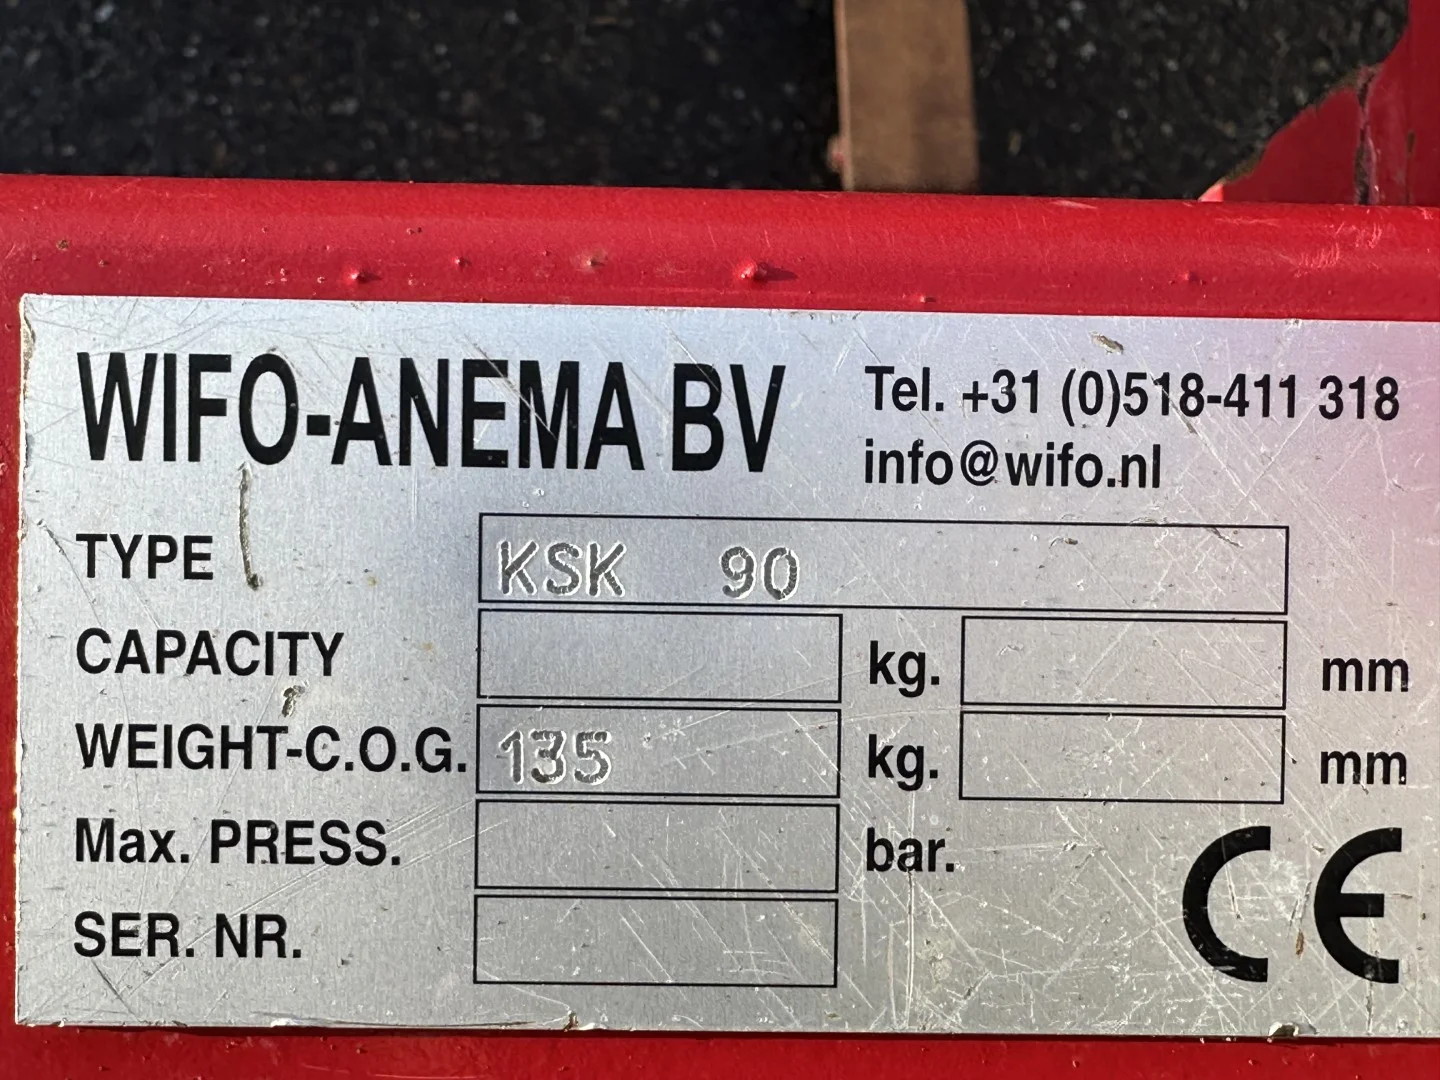 WIFO-ANEMA BV
Tel. +31 (0)518-411 318
info@wifo.nl
TYPE KSK 90
CAPACITY kg. mm
WEIGHT-C.O.G. 135 kg. mm
Max. PRESS. bar.
SER. NR.
CE